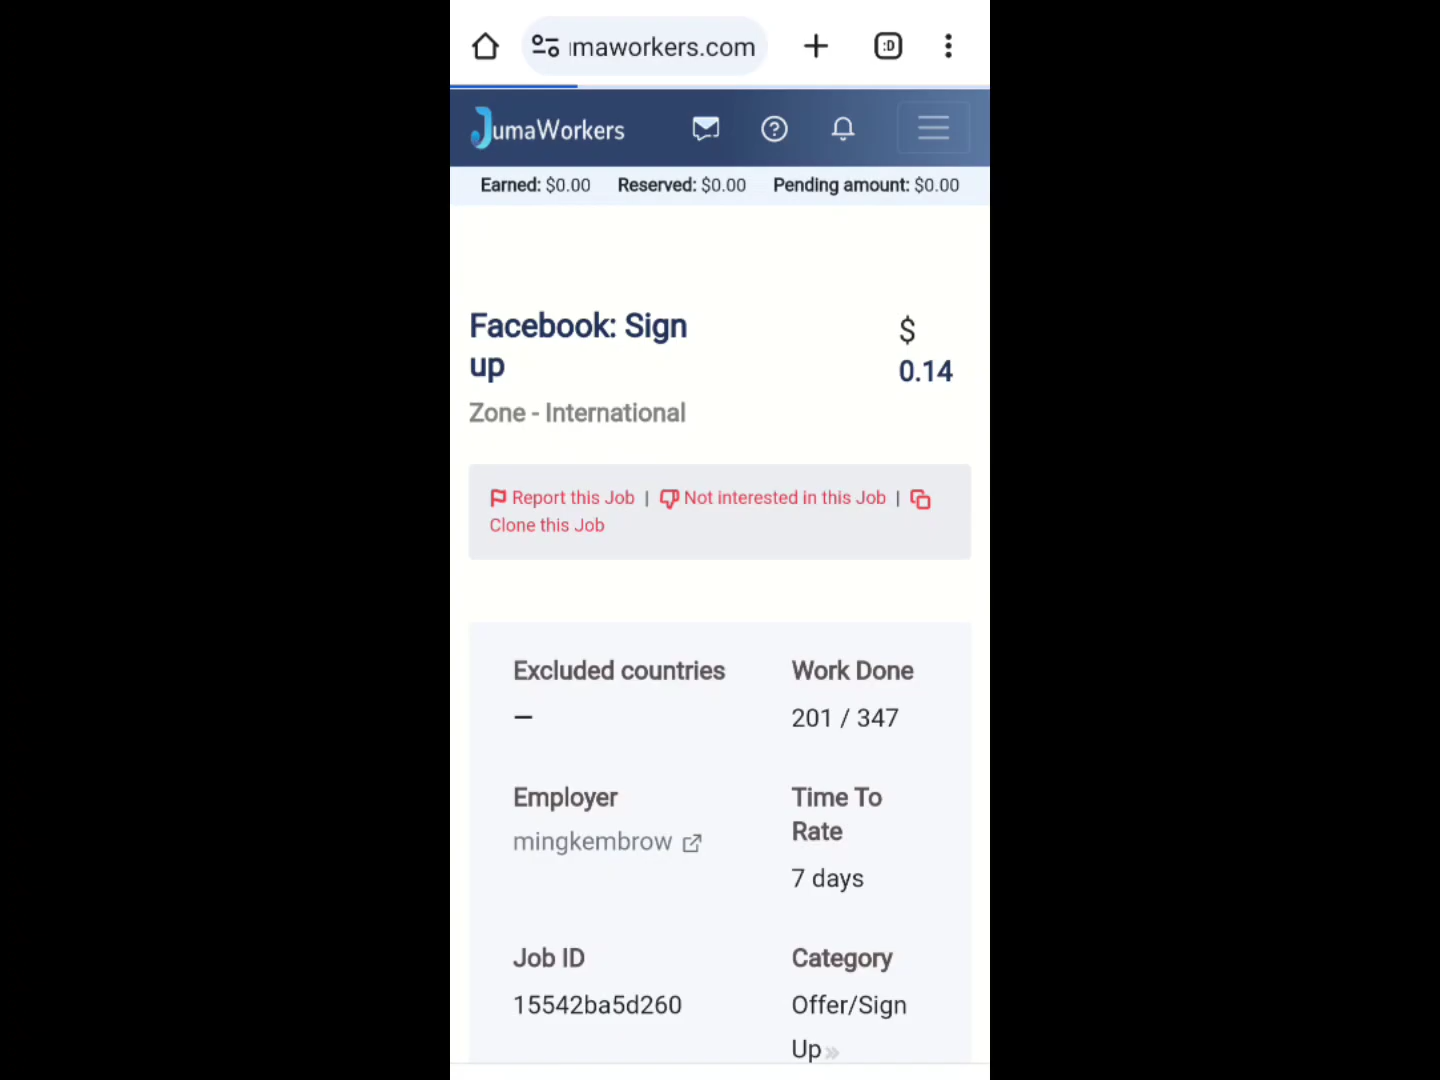 ımaworkers.com
:D
JumaWorkers
Earned: $0.00 Reserved: $0.00 Pending amount: $0.00
Facebook: Sign
up
$
0.14
Zone - International
Report this Job | Not interested in this Job |
Clone this Job
Excluded countries
—
Work Done
201 / 347
Employer
mingkembrow
Time To
Rate
7 days
Job ID
15542ba5d260
Category
Offer/Sign
Up»